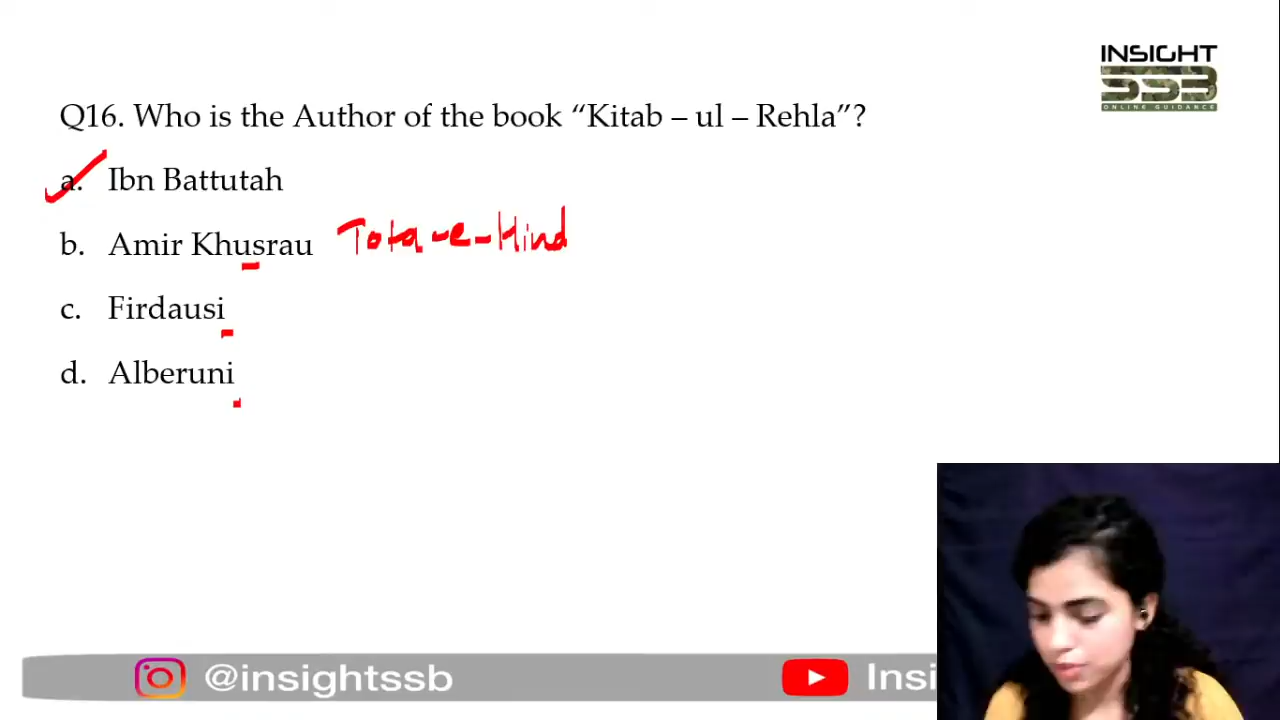 INSIGHT
SSB
ONLINE GUIDANCE
Q16. Who is the Author of the book “Kitab – ul – Rehla”?
a. Ibn Battutah
b. Amir Khusrau Tota-e-Hind
c. Firdausi
d. Alberuni
@insightssb
Insi